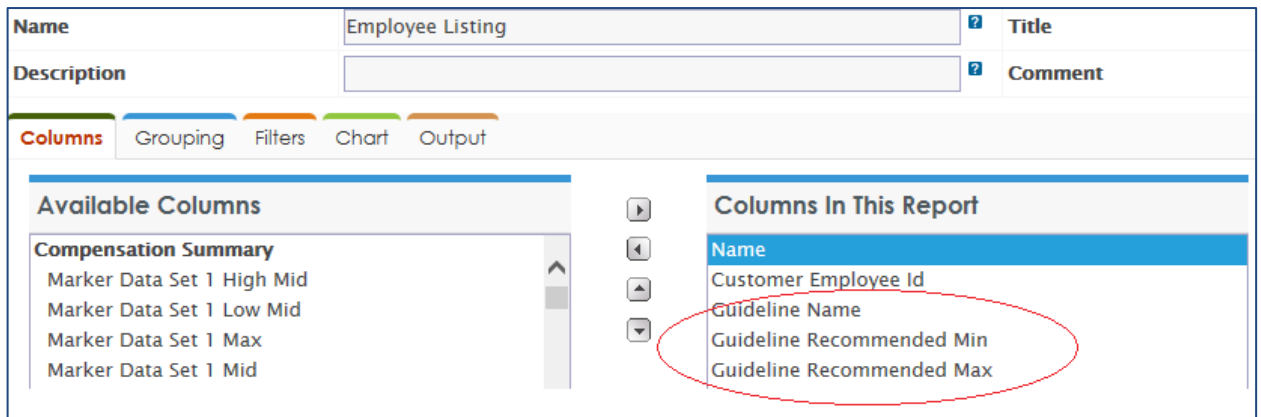 Name Employee Listing ? Title
Description ? Comment
Columns Grouping Filters Chart Output
Available Columns
Compensation Summary
Marker Data Set 1 High Mid
Marker Data Set 1 Low Mid
Marker Data Set 1 Max
Marker Data Set 1 Mid
Columns In This Report
Name
Customer Employee Id
Guideline Name
Guideline Recommended Min
Guideline Recommended Max